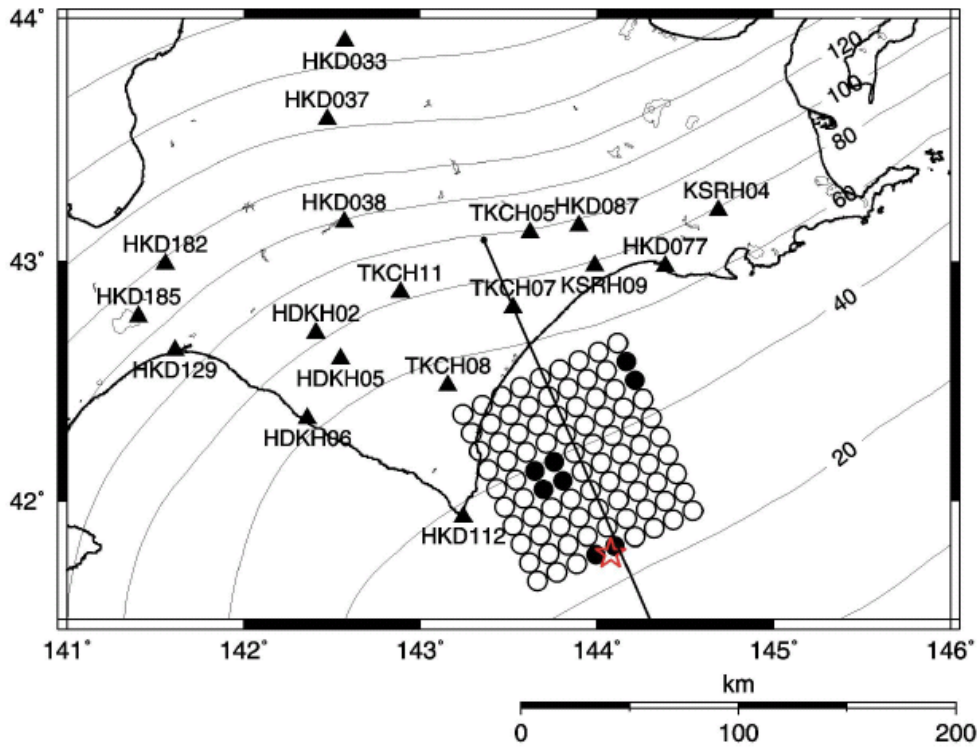 44˚
HKD033
120
HKD037
100
80
KSRH04
60
HKD038
TKCH05
HKD087
HKD182
HKD077
43˚
TKCH11
TKCH07
KSRH09
HKD185
HDKH02
40
HKD129
HDKH05
TKCH08
HDKH06
20
42˚
HKD112
141˚
142˚
143˚
144˚
145˚
146˚
km
0
100
200